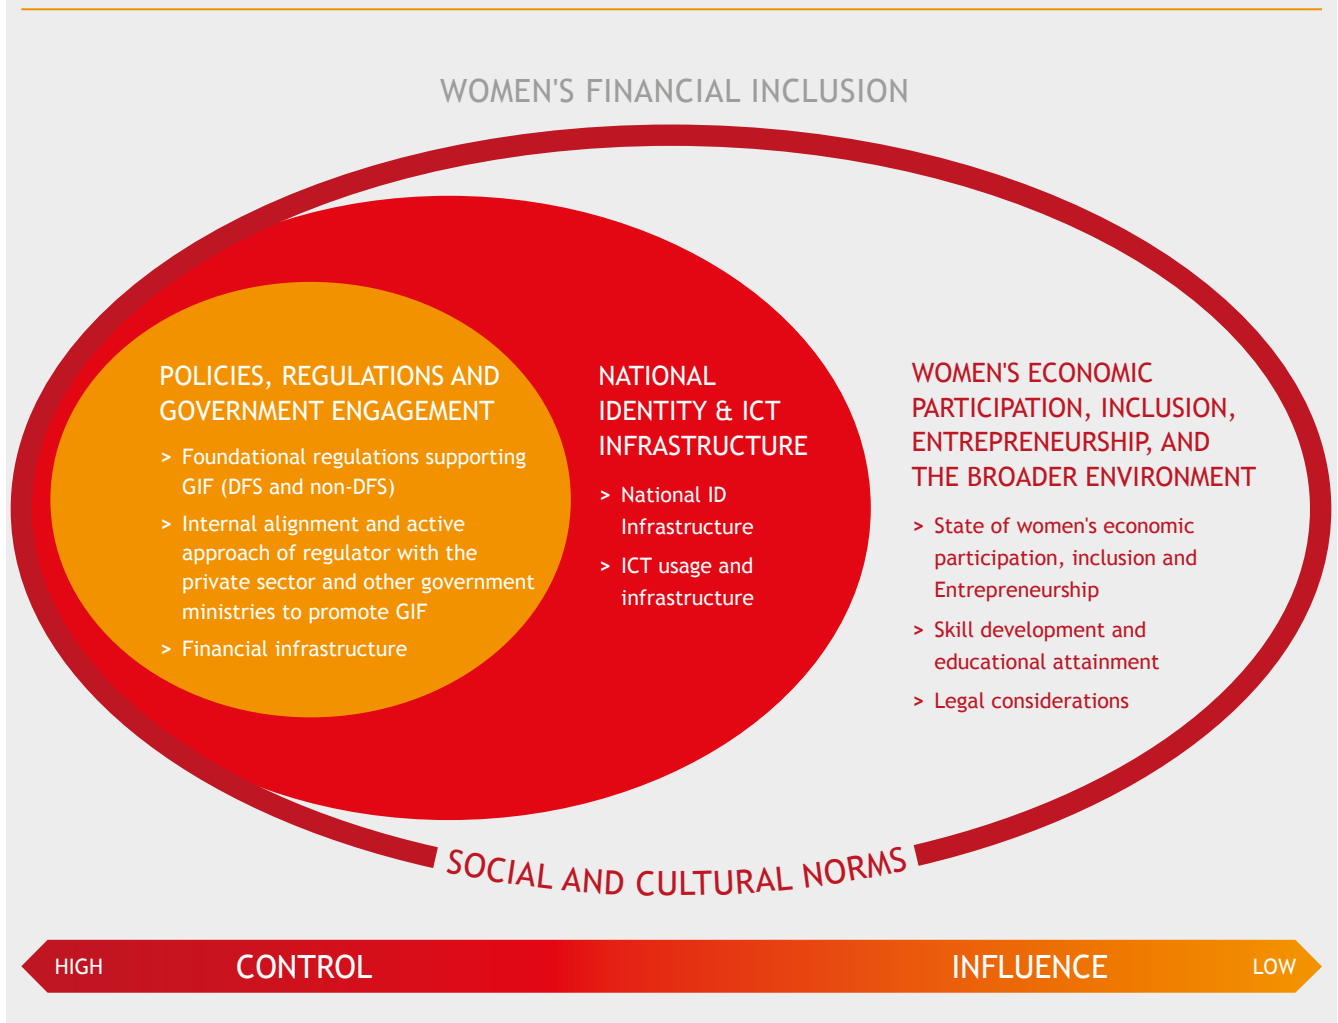 WOMEN'S FINANCIAL INCLUSION
POLICIES, REGULATIONS AND
GOVERNMENT ENGAGEMENT
> Foundational regulations supporting
GIF (DFS and non-DFS)
> Internal alignment and active
approach of regulator with the
private sector and other government
ministries to promote GIF
> Financial infrastructure
NATIONAL
IDENTITY & ICT
INFRASTRUCTURE
> National ID
Infrastructure
> ICT usage and
infrastructure
WOMEN'S ECONOMIC
PARTICIPATION, INCLUSION,
ENTREPRENEURSHIP, AND
THE BROADER ENVIRONMENT
> State of women's economic
participation, inclusion and
Entrepreneurship
> Skill development and
educational attainment
> Legal considerations
SOCIAL AND CULTURAL NORMS
HIGH CONTROL INFLUENCE LOW